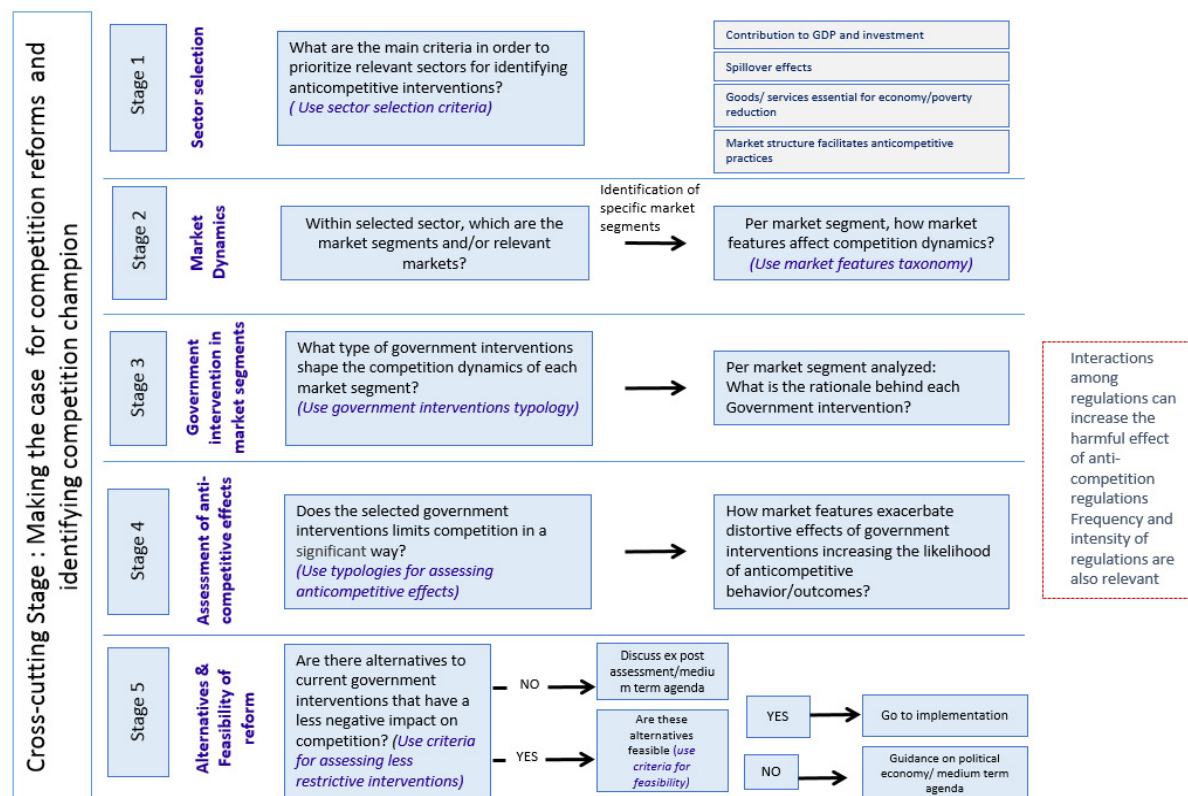 Cross-cutting Stage : Making the case for competition reforms and
identifying competition champion
Stage 1
Sector selection
What are the main criteria in order to
prioritize relevant sectors for identifying
anticompetitive interventions?
( Use sector selection criteria)
Contribution to GDP and investment
Spillover effects
Goods/ services essential for economy/poverty
reduction
Market structure facilitates anticompetitive
practices
Stage 2
Market
Dynamics
Within selected sector, which are the
market segments and/or relevant
markets?
Identification of
specific market
segments
Per market segment, how market
features affect competition dynamics?
(Use market features taxonomy)
Stage 3
Government
intervention in
market segments
What type of government interventions
shape the competition dynamics of each
market segment?
(Use government interventions typology)
Per market segment analyzed:
What is the rationale behind each
Government intervention?
Interactions
among
regulations can
increase the
harmful effect
of anti-
competition
regulations
Frequency and
intensity of
regulations are
also relevant
Stage 4
Assessment of anti-
competitive effects
Does the selected government
interventions limits competition in a
significant way?
(Use typologies for assessing
anticompetitive effects)
How market features exacerbate
distortive effects of government
interventions increasing the likelihood
of anticompetitive
behavior/outcomes?
Stage 5
Alternatives &
Feasibility of
reform
Are there alternatives to
current government
interventions that have a
less negative impact on
competition? (Use criteria
for assessing less
restrictive interventions)
NO
Discuss ex post
assessment/mediu
m term agenda
YES
Are these
alternatives
feasible (use
criteria for
feasibility)
YES
Go to implementation
NO
Guidance on political
economy/ medium term
agenda